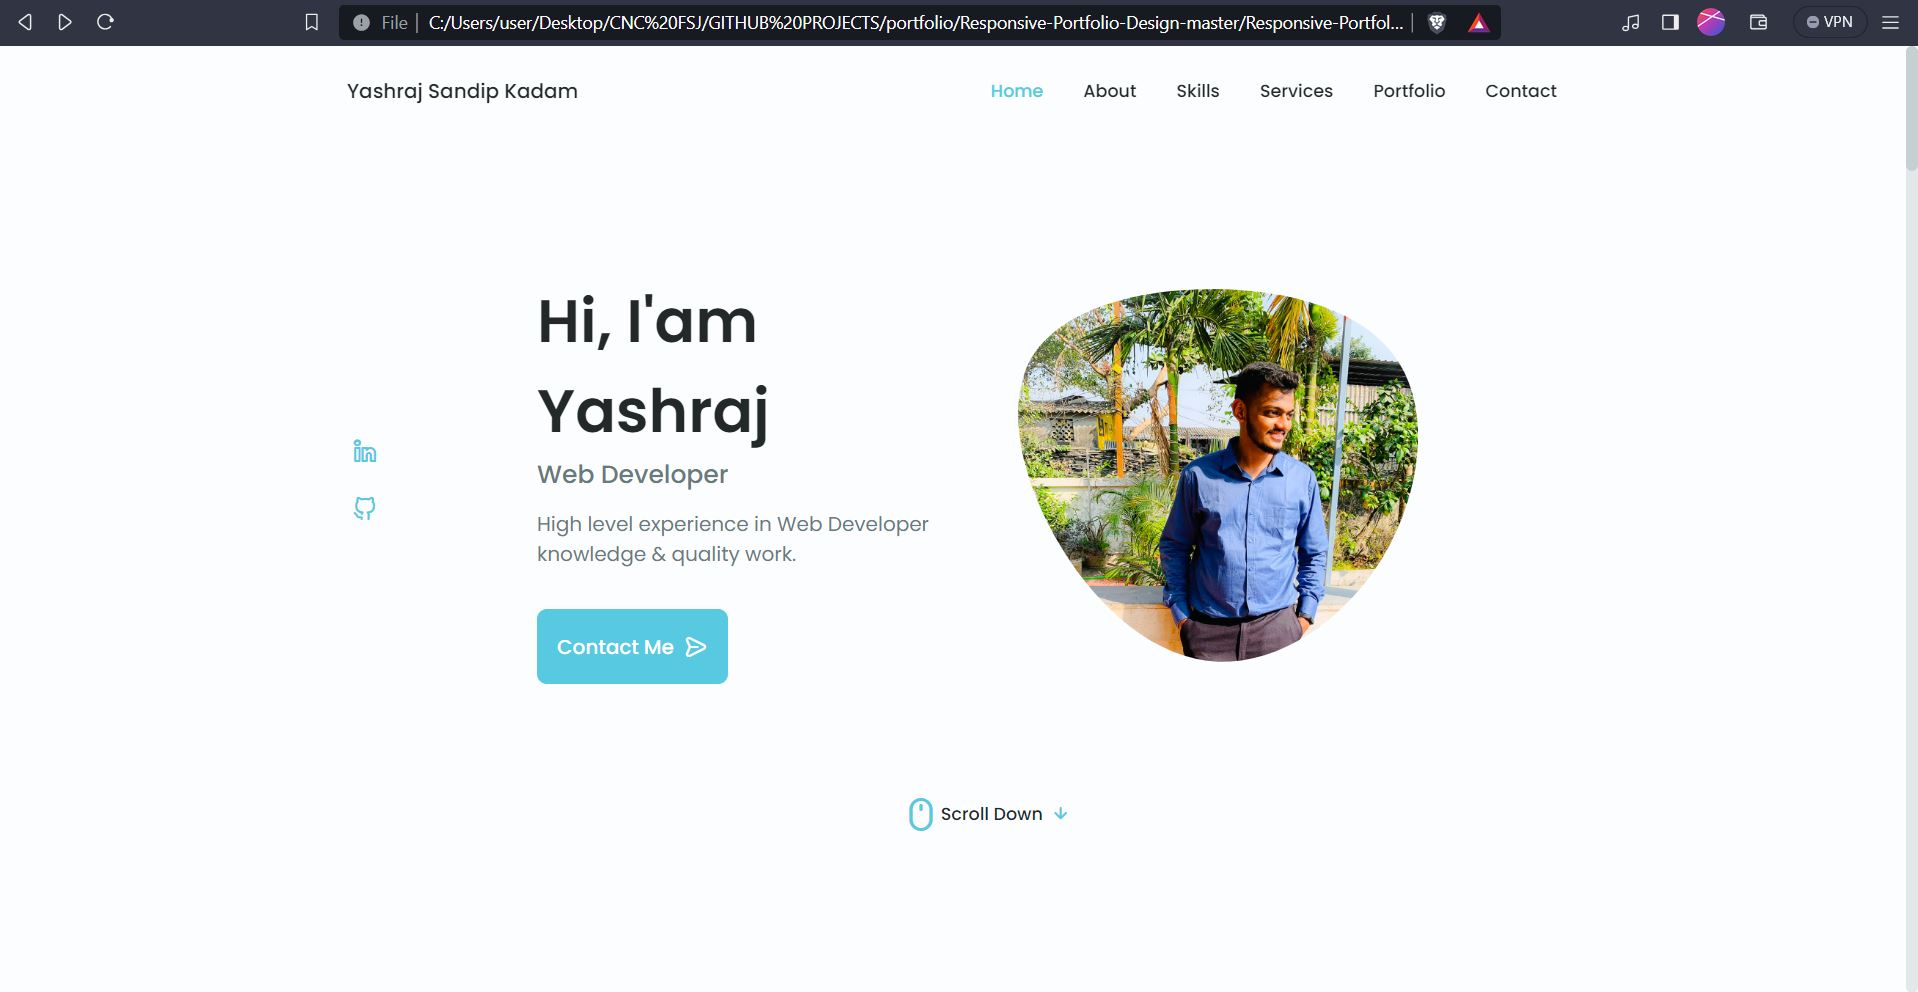 File | C:/Users/user/Desktop/CNC%20FSJ/GITHUB%20PROJECTS/portfolio/Responsive-Portfolio-Design-master/Responsive-Portfol... VPN
Yashraj Sandip Kadam Home About Skills Services Portfolio Contact
Hi, I'am
Yashraj
Web Developer
High level experience in Web Developer
knowledge & quality work.
Contact Me
Scroll Down
in